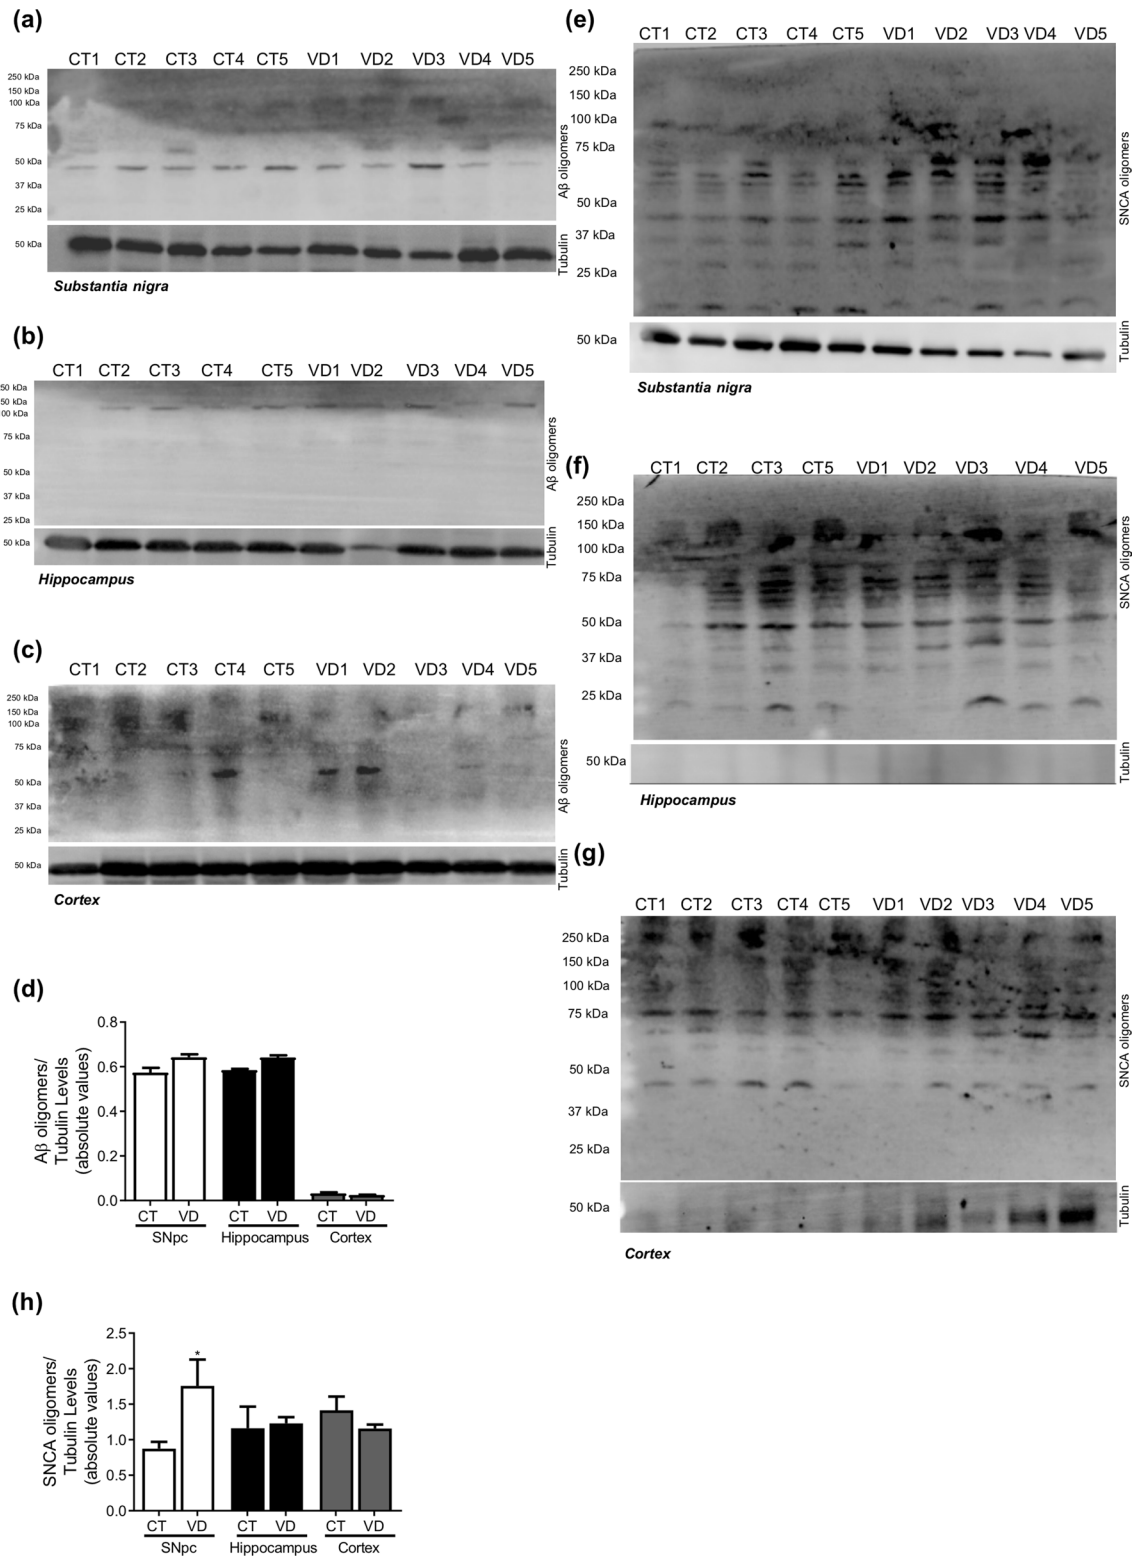 (a)
CT1 CT2 CT3 CT4 CT5 VD1 VD2 VD3 VD4 VD5
250 kDa
150 kDa
100 kDa
75 kDa
50 kDa
37 kDa
25 kDa
Aβ oligomers
50 kDa
Tubulin
Substantia nigra
(b)
CT1 CT2 CT3 CT4 CT5 VD1 VD2 VD3 VD4 VD5
50 kDa
50 kDa
00 kDa
75 kDa
50 kDa
37 kDa
25 kDa
Aβ oligomers
50 kDa
Tubulin
Hippocampus
(c)
CT1 CT2 CT3 CT4 CT5 VD1 VD2 VD3 VD4 VD5
250 kDa
150 kDa
100 kDa
75 kDa
50 kDa
37 kDa
25 kDa
Aβ oligomers
50 kDa
Tubulin
Cortex
(d)
Aβ oligomers/
Tubulin Levels
(absolute values)
0.8
0.6
0.4
0.2
0.0
CT VD CT VD CT VD
SNpc Hippocampus Cortex
(h)
SNCA oligomers/
Tubulin Levels
(absolute values)
2.5
2.0
1.5
1.0
0.5
0.0
*
CT VD CT VD CT VD
SNpc Hippocampus Cortex
(e)
CT1 CT2 CT3 CT4 CT5 VD1 VD2 VD3 VD4 VD5
250 kDa
150 kDa
100 kDa
75 kDa
50 kDa
37 kDa
25 kDa
SNCA oligomers
50 kDa
Tubulin
Substantia nigra
(f)
CT1 CT2 CT3 CT5 VD1 VD2 VD3 VD4 VD5
250 kDa
150 kDa
100 kDa
75 kDa
50 kDa
37 kDa
25 kDa
SNCA oligomers
50 kDa
Tubulin
Hippocampus
(g)
CT1 CT2 CT3 CT4 CT5 VD1 VD2 VD3 VD4 VD5
250 kDa
150 kDa
100 kDa
75 kDa
50 kDa
37 kDa
25 kDa
SNCA oligomers
50 kDa
Tubulin
Cortex